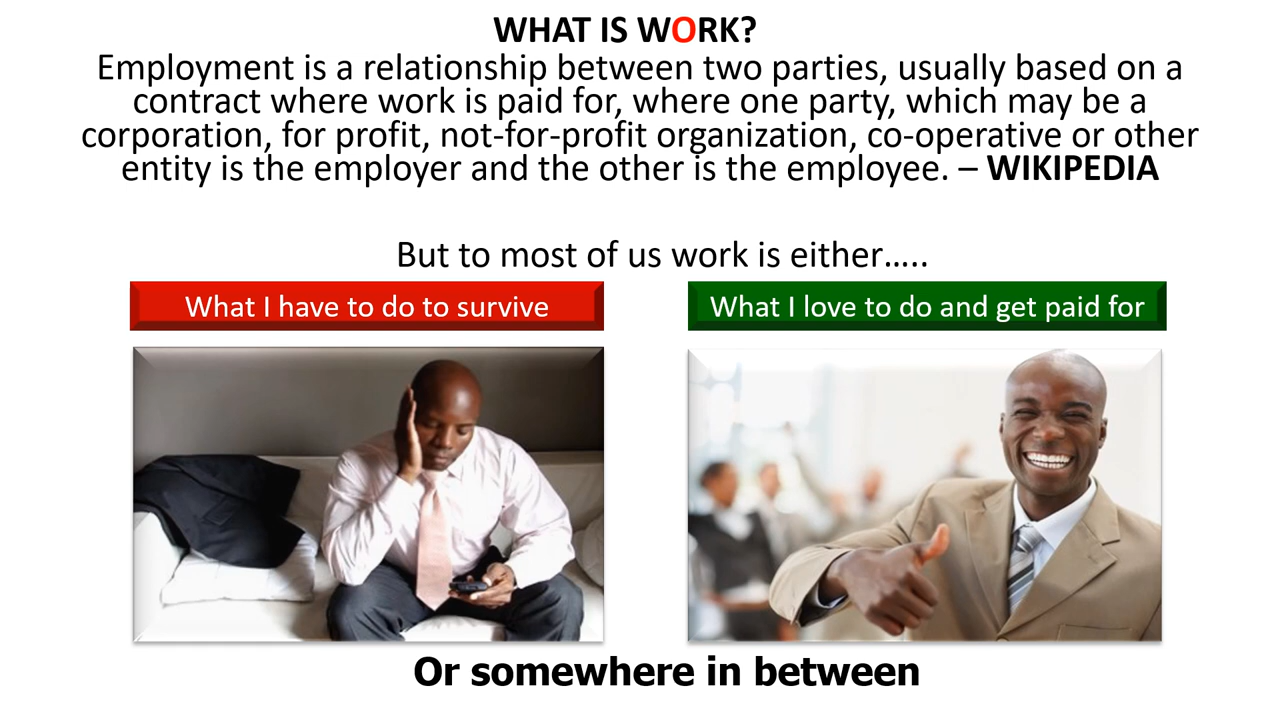 WHAT IS WORK?
Employment is a relationship between two parties, usually based on a
contract where work is paid for, where one party, which may be a
corporation, for profit, not-for-profit organization, co-operative or other
entity is the employer and the other is the employee. – WIKIPEDIA
But to most of us work is either…..
What I have to do to survive
What I love to do and get paid for
Or somewhere in between